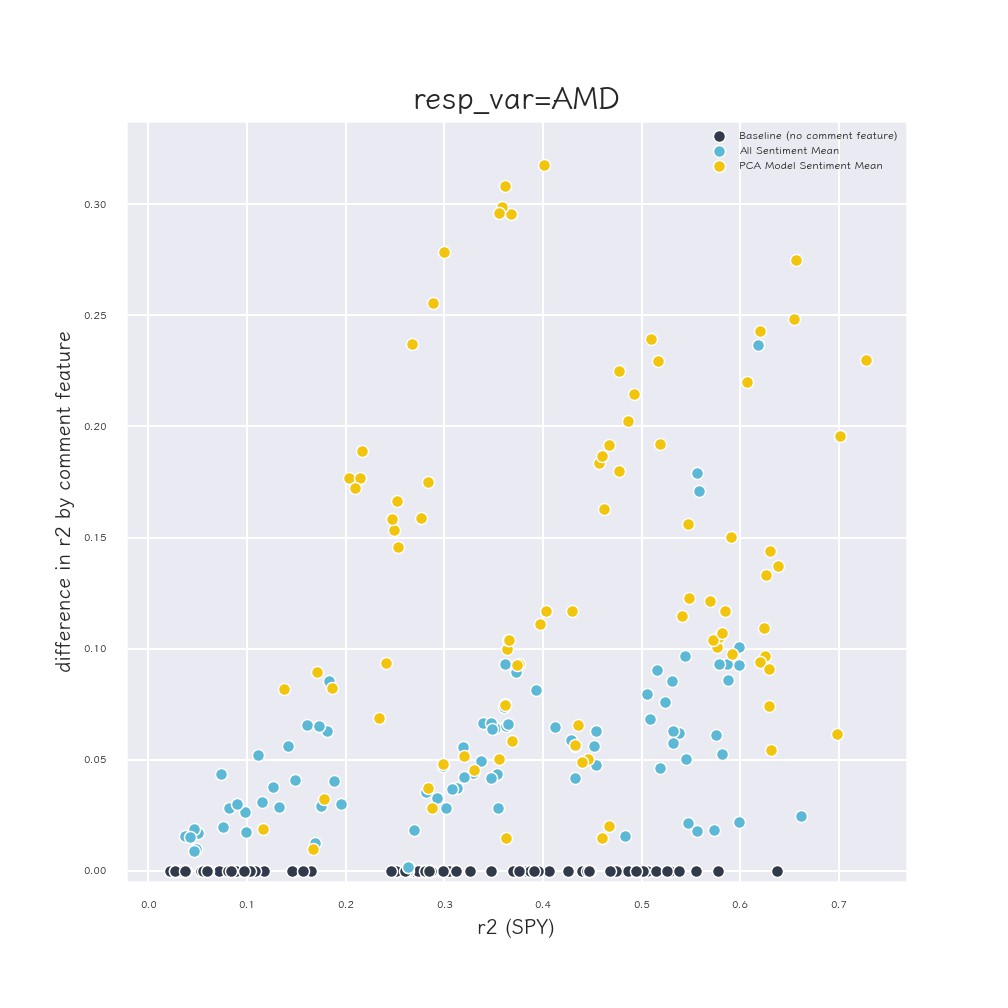 resp_var=AMD
Baseline (no comment feature)
All Sentiment Mean
PCA Model Sentiment Mean
difference in r2 by comment feature
0.30
0.25
0.20
0.15
0.10
0.05
0.00
0.0 0.1 0.2 0.3 0.4 0.5 0.6 0.7
r2 (SPY)